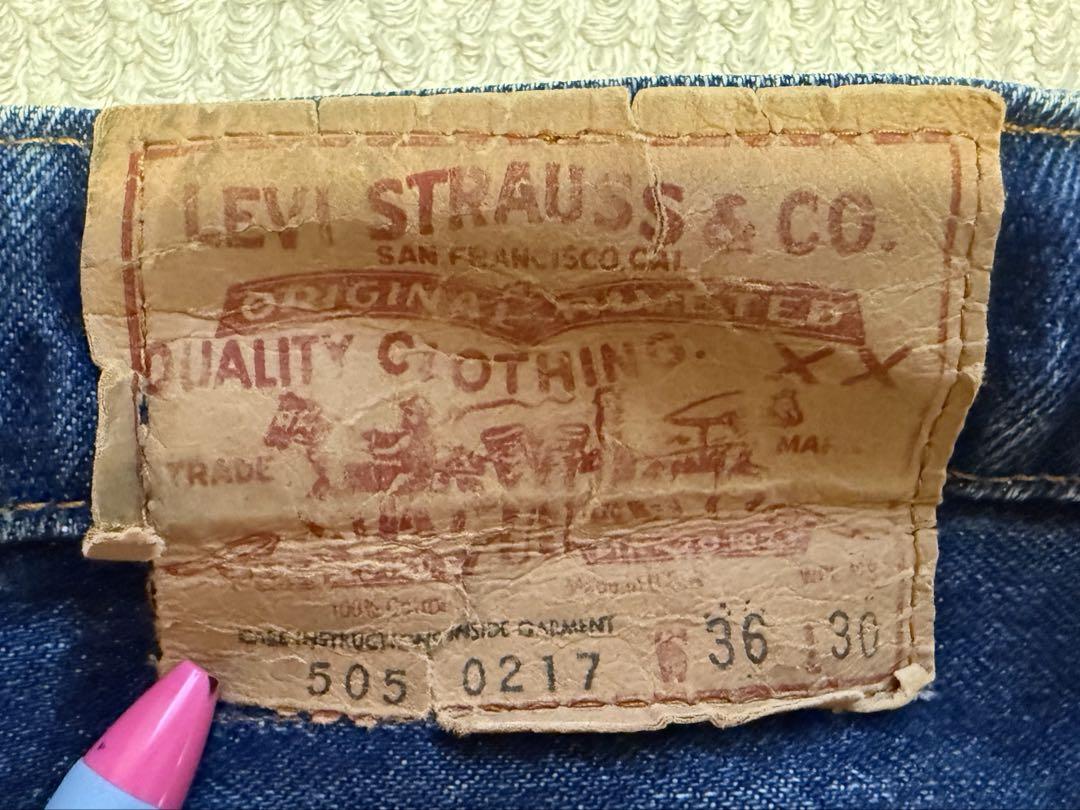 LEVI STRAUSS & CO.
SAN FRANCISCO, CAL
ORIGINAL RIVETED
QUALITY CLOTHING. XX
TRADE MAR
100%
CARE INSTRUCTIONS INSIDE GARMENT
505 0217 W 36 L 30